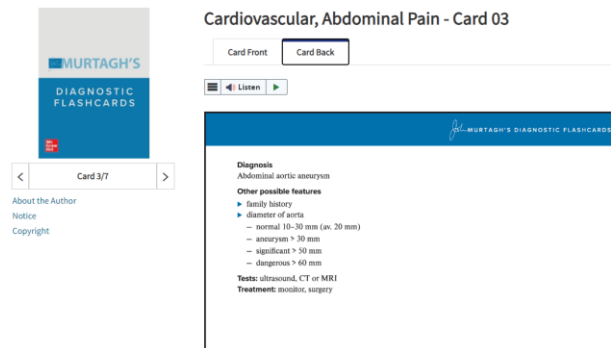 Cardiovascular, Abdominal Pain - Card 03
Card Front
Card Back
Listen
MURTAGH'S
DIAGNOSTIC
FLASHCARDS
Card 3/7
About the Author
Notice
Copyright
MURTAGH'S DIAGNOSTIC FLASHCARDS
Diagnosis
Abdominal aortic aneurysm
Other possible features
family history
diameter of aorta
– normal 10–30 mm (av. 20 mm)
– aneurysm > 30 mm
– significant > 50 mm
– dangerous > 60 mm
Tests: ultrasound, CT or MRI
Treatment: monitor, surgery